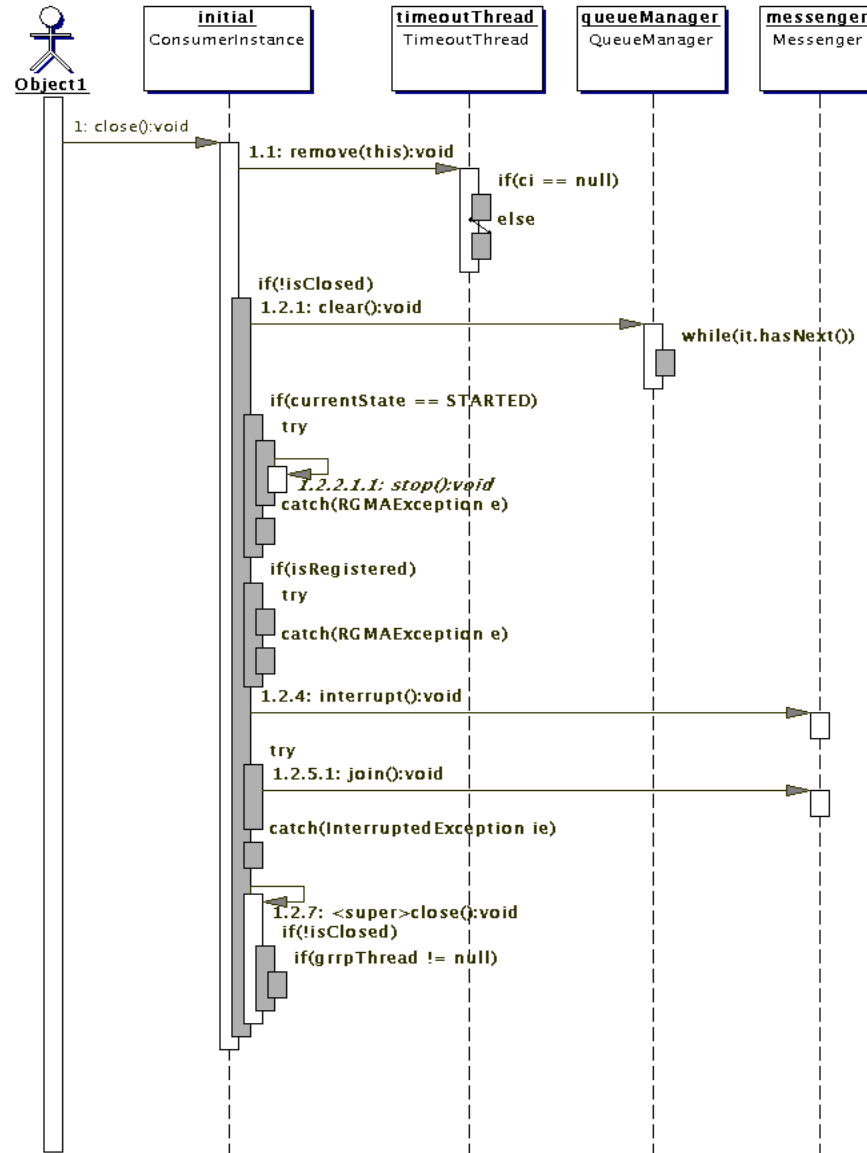 initial
ConsumerInstance
timeoutThread
TimeoutThread
queueManager
QueueManager
messenger
Messenger
Object1
1: close():void
1.1: remove(this):void
if(ci == null)
else
if(!isClosed)
1.2.1: clear():void
while(it.hasNext())
if(currentState == STARTED)
try
1.2.2.1.1: stop():void
catch(RGMAException e)
if(isRegistered)
try
catch(RGMAException e)
1.2.4: interrupt():void
try
1.2.5.1: join():void
catch(InterruptedException ie)
1.2.7: <super>close():void
if(!isClosed)
if(grrpThread != null)